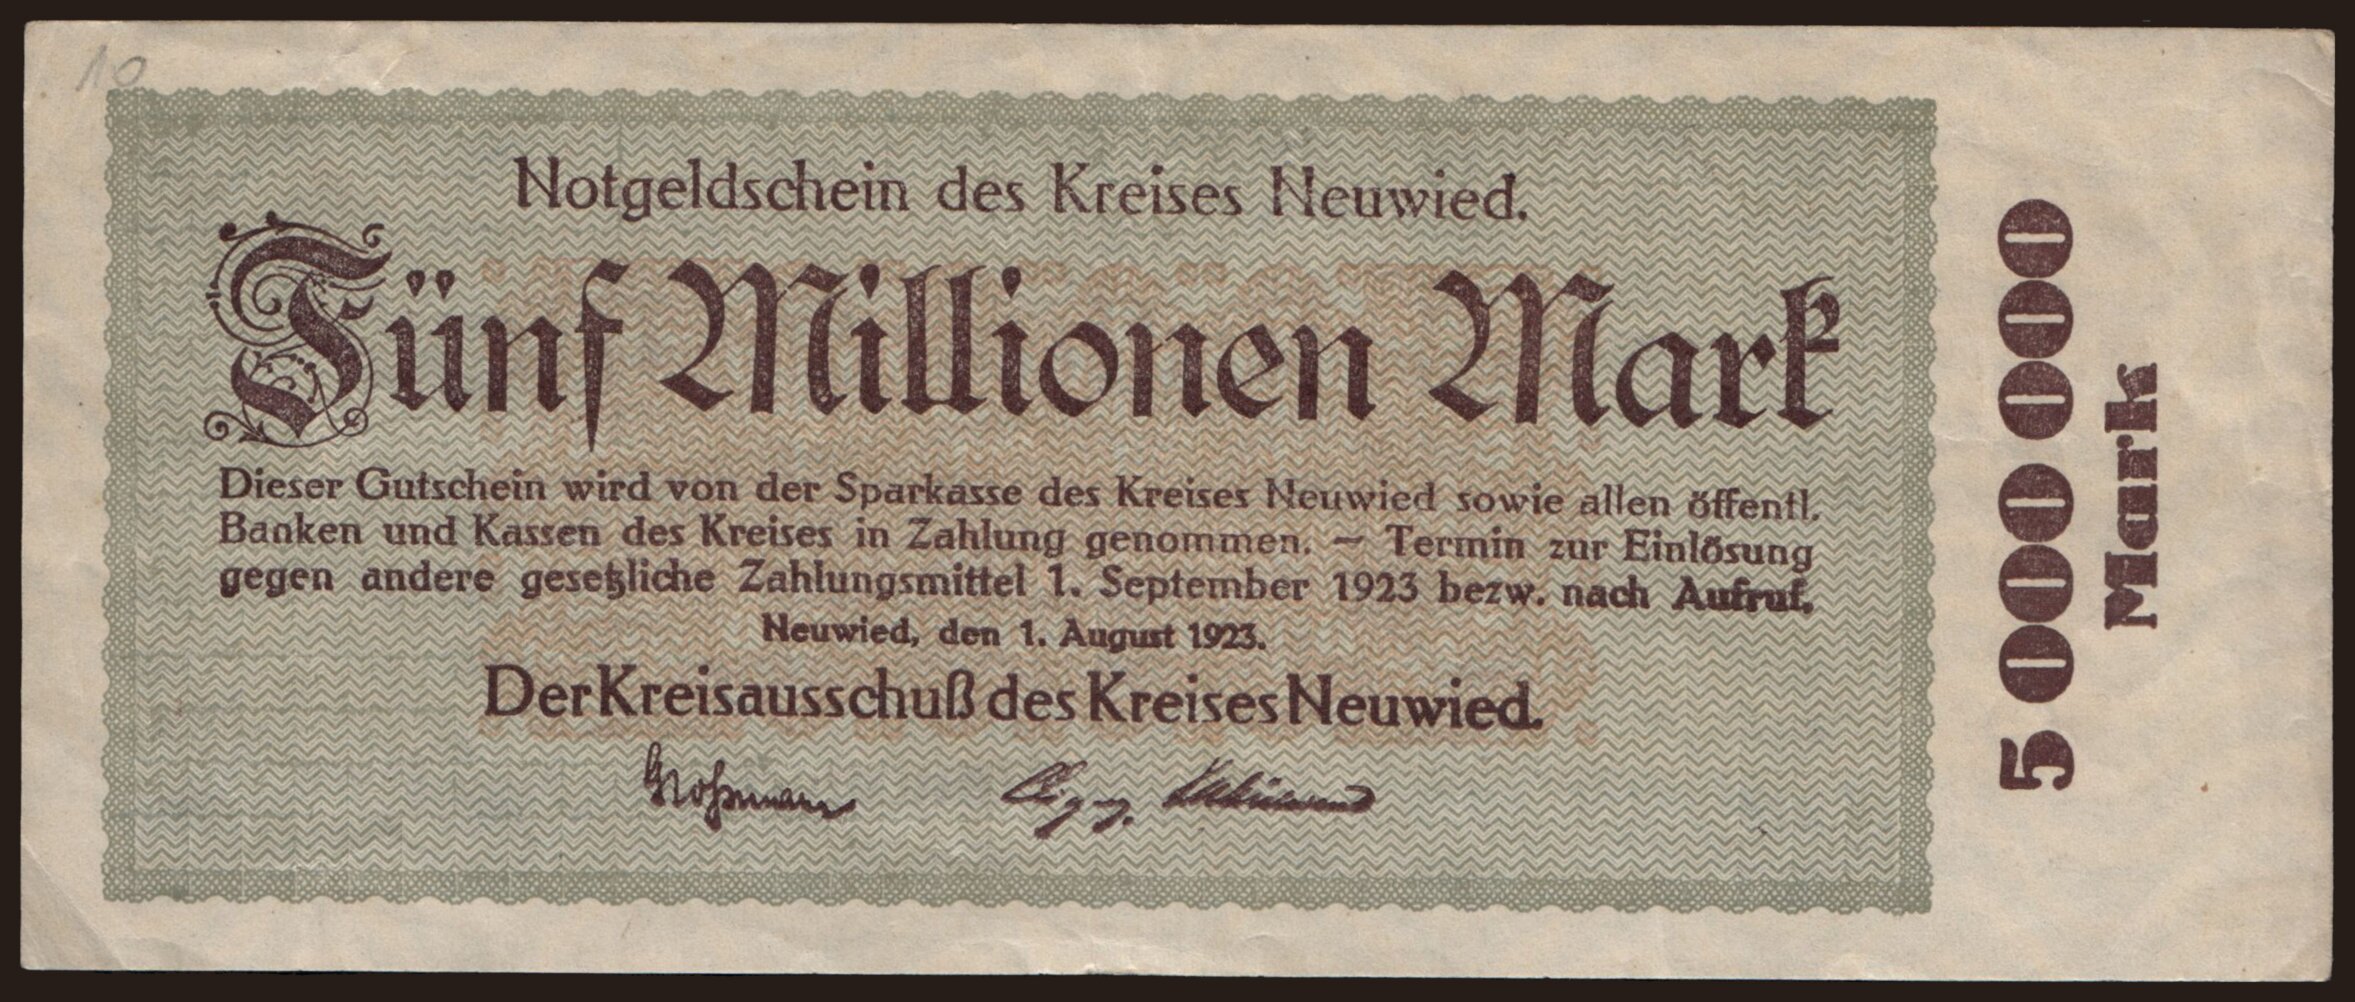 10
Notgeldschein des Kreises Neuwied.
Fünf Millionen Mark
Dieser Gutschein wird von der Sparkasse des Kreises Neuwied sowie allen öffentl.
Banken und Kassen des Kreises in Zahlung genommen. — Termin zur Einlösung
gegen andere gesetzliche Zahlungsmittel 1. September 1923 bezw. nach Aufruf.
Neuwied, den 1. August 1923.
Der Kreisausschuß des Kreises Neuwied.
5 000 000
Mark